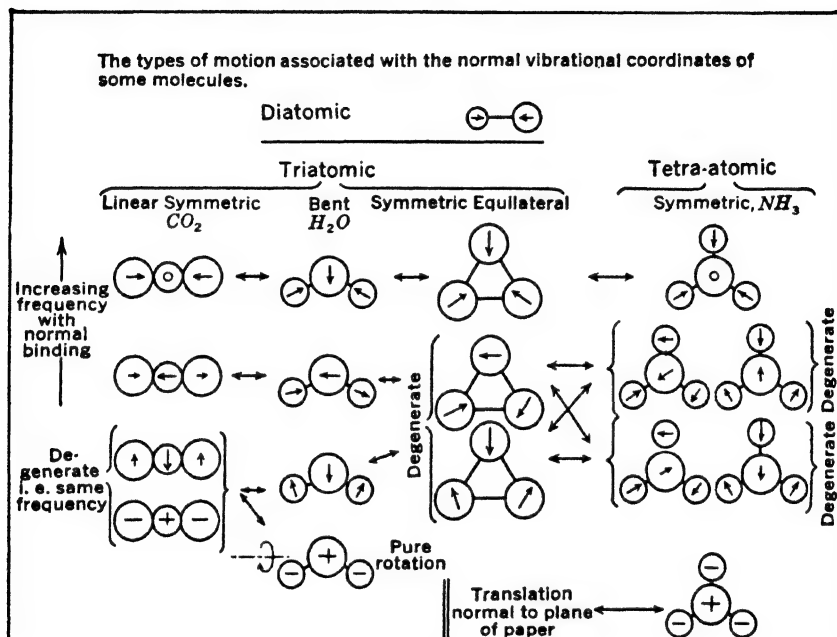 The types of motion associated with the normal vibrational coordinates of
some molecules.
Diatomic
Triatomic
Tetra-atomic
Linear Symmetric
CO₂
Bent
H₂O
Symmetric Equilateral
Symmetric, NH₃
Increasing
frequency
with
normal
binding
Degenerate
Degenerate
De-
generate
i. e. same
frequency
Degenerate
Pure
rotation
Translation
normal to plane
of paper